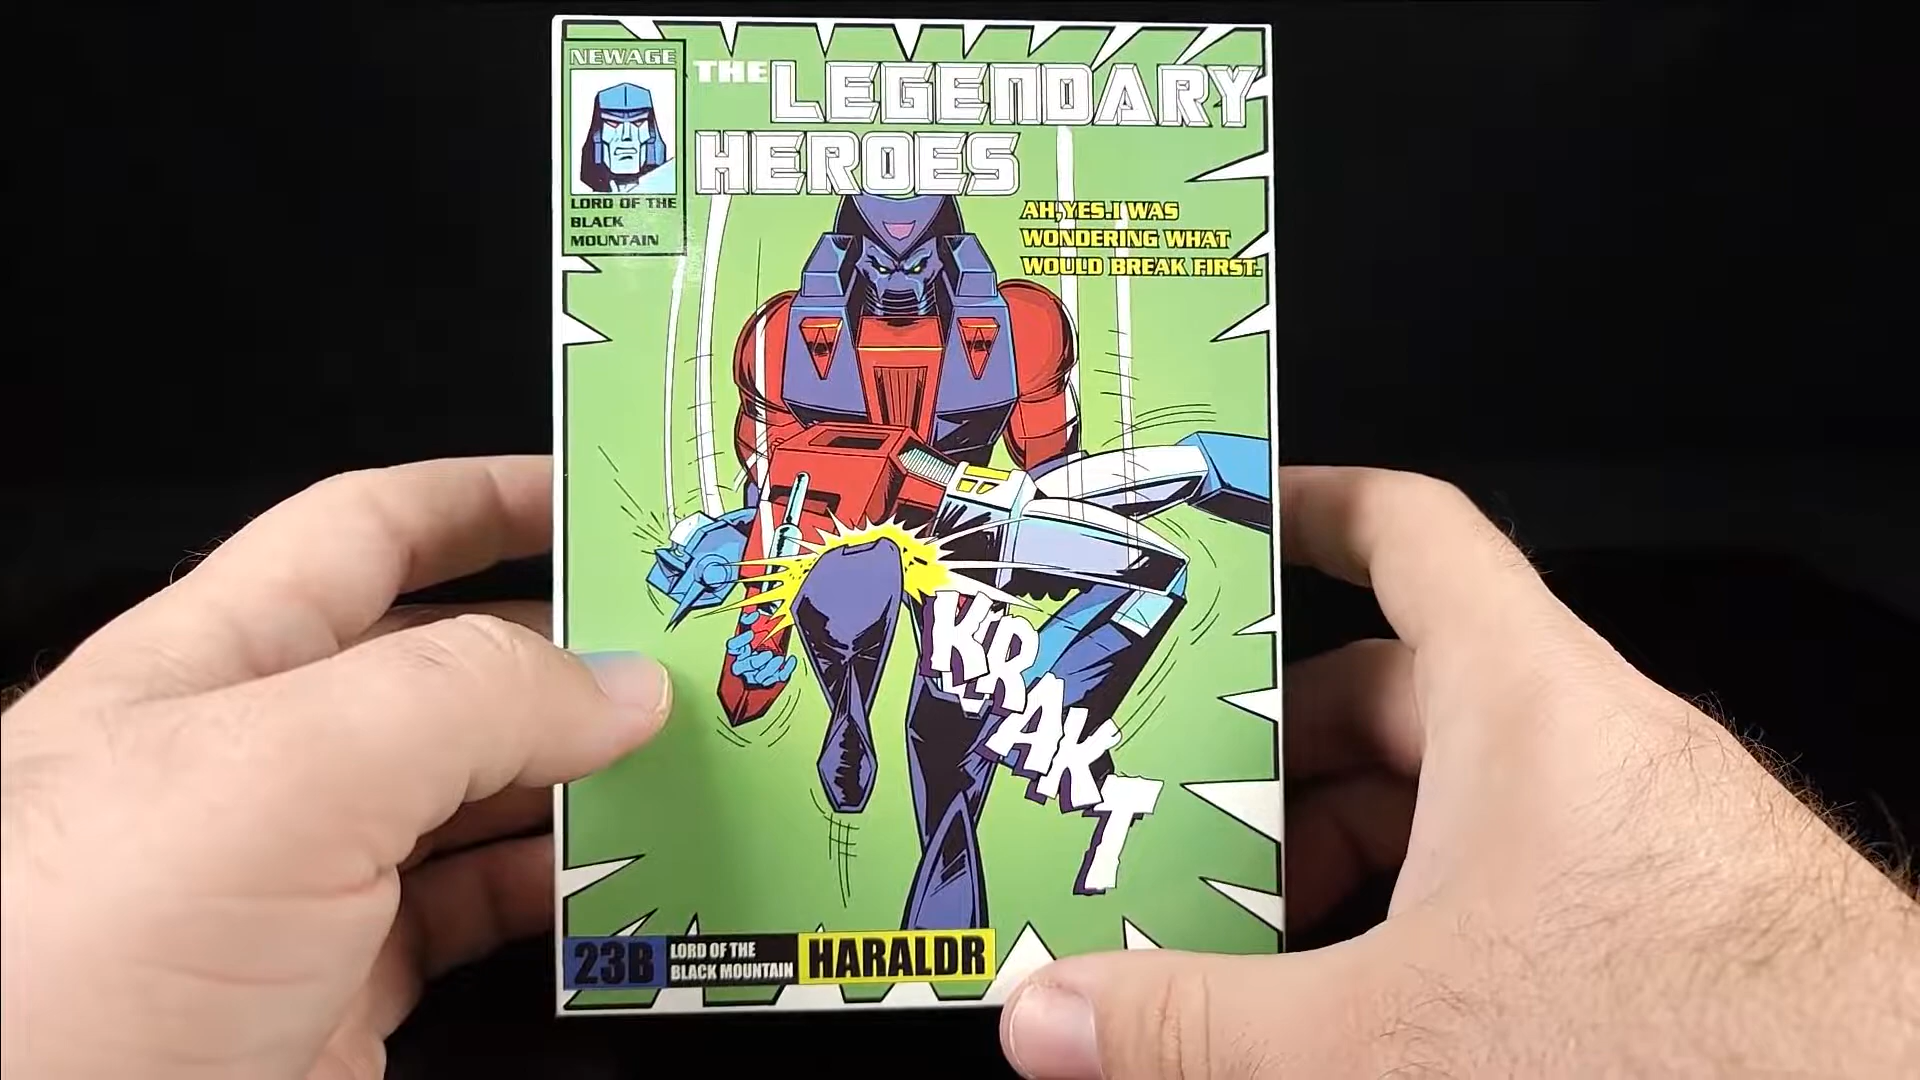 NEWAGE
LORD OF THE
BLACK
MOUNTAIN
THE LEGENDARY
HEROES
AH,YES.I WAS
WONDERING WHAT
WOULD BREAK FIRST.
KRAKT
23B
LORD OF THE
BLACK MOUNTAIN
HARALDR